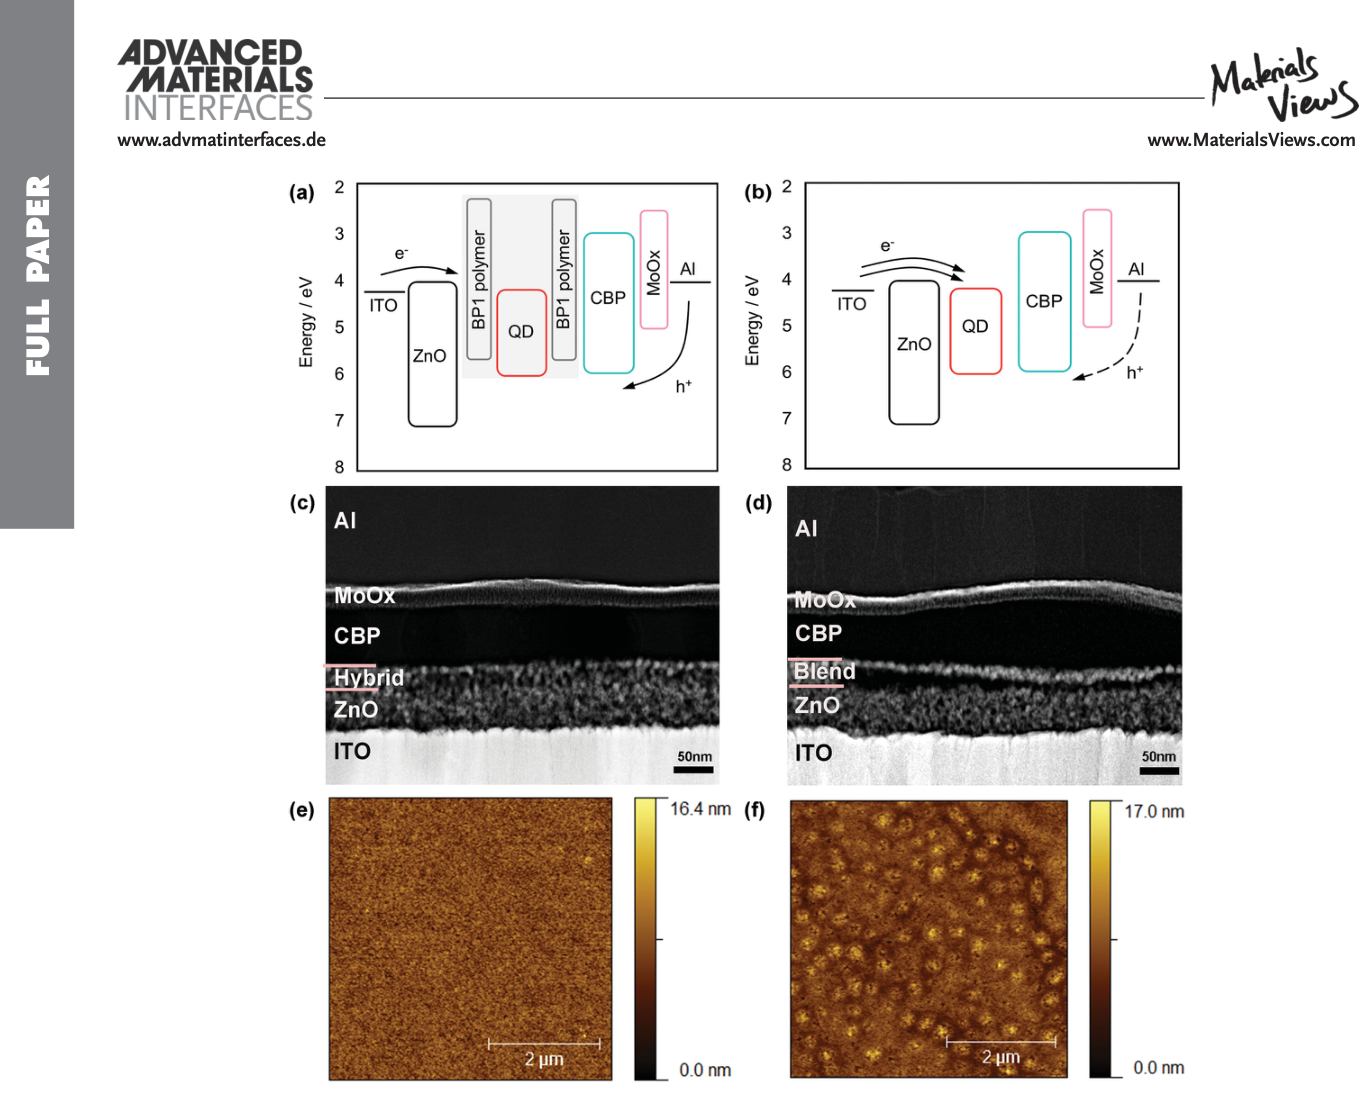 ADVANCED
MATERIALS
INTERFACES
www.advmatinterfaces.de
Materials
Views
www.MaterialsViews.com
FULL PAPER
(a)
2
3
4
5
6
7
8
Energy / eV
e-
ITO
ZnO
BP1 polymer
QD
BP1 polymer
CBP
MoOx
Al
h+
(b)
2
3
4
5
6
7
8
Energy / eV
e-
ITO
ZnO
QD
CBP
MoOx
Al
h+
(c)
Al
MoOx
CBP
Hybrid
ZnO
ITO
50nm
(d)
Al
MoOx
CBP
Blend
ZnO
ITO
50nm
(e)
2 µm
16.4 nm
0.0 nm
(f)
2 µm
17.0 nm
0.0 nm